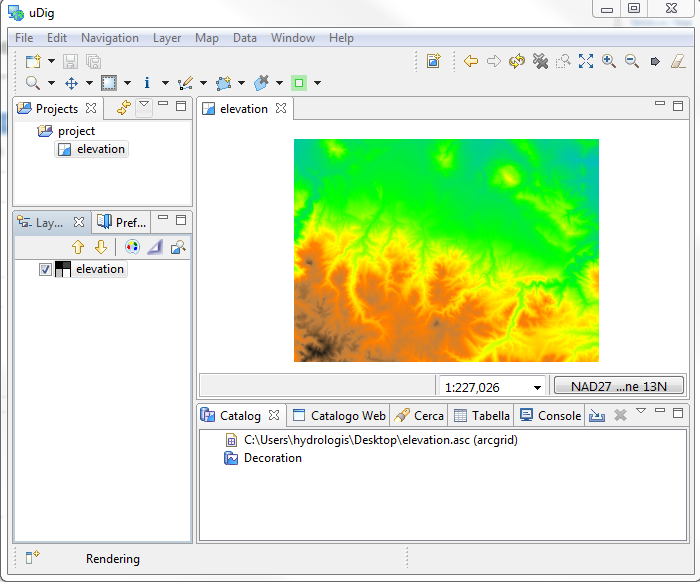 uDig
File Edit Navigation Layer Map Data Window Help
Projects
project
elevation
elevation
Lay... Pref...
elevation
1:227,026 NAD27 ...ne 13N
Catalog Catalogo Web Cerca Tabella Console
C:\Users\hydrologis\Desktop\elevation.asc (arcgrid)
Decoration
Rendering